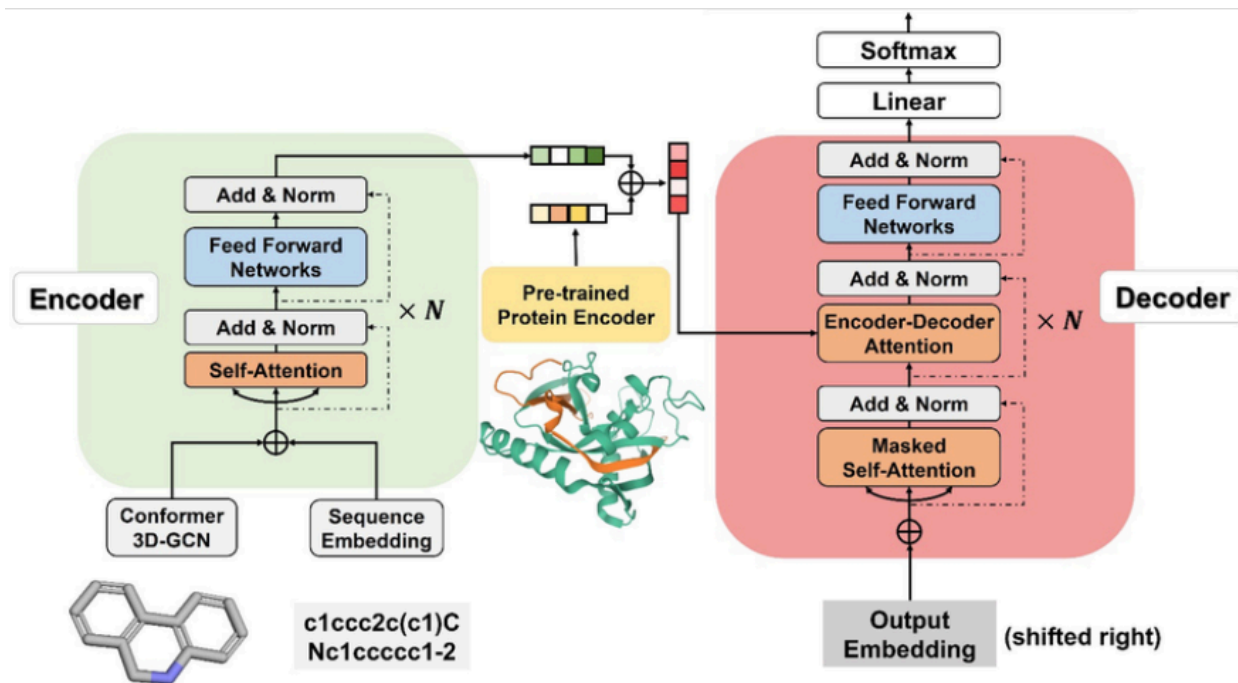 Encoder
Add & Norm
Feed Forward
Networks
Add & Norm
Self-Attention
× N
Conformer
3D-GCN
Sequence
Embedding
c1ccc2c(c1)C
Nc1ccccc1-2
Pre-trained
Protein Encoder
Softmax
Linear
Add & Norm
Feed Forward
Networks
Add & Norm
Encoder-Decoder
Attention
Add & Norm
Masked
Self-Attention
× N
Decoder
Output
Embedding
(shifted right)